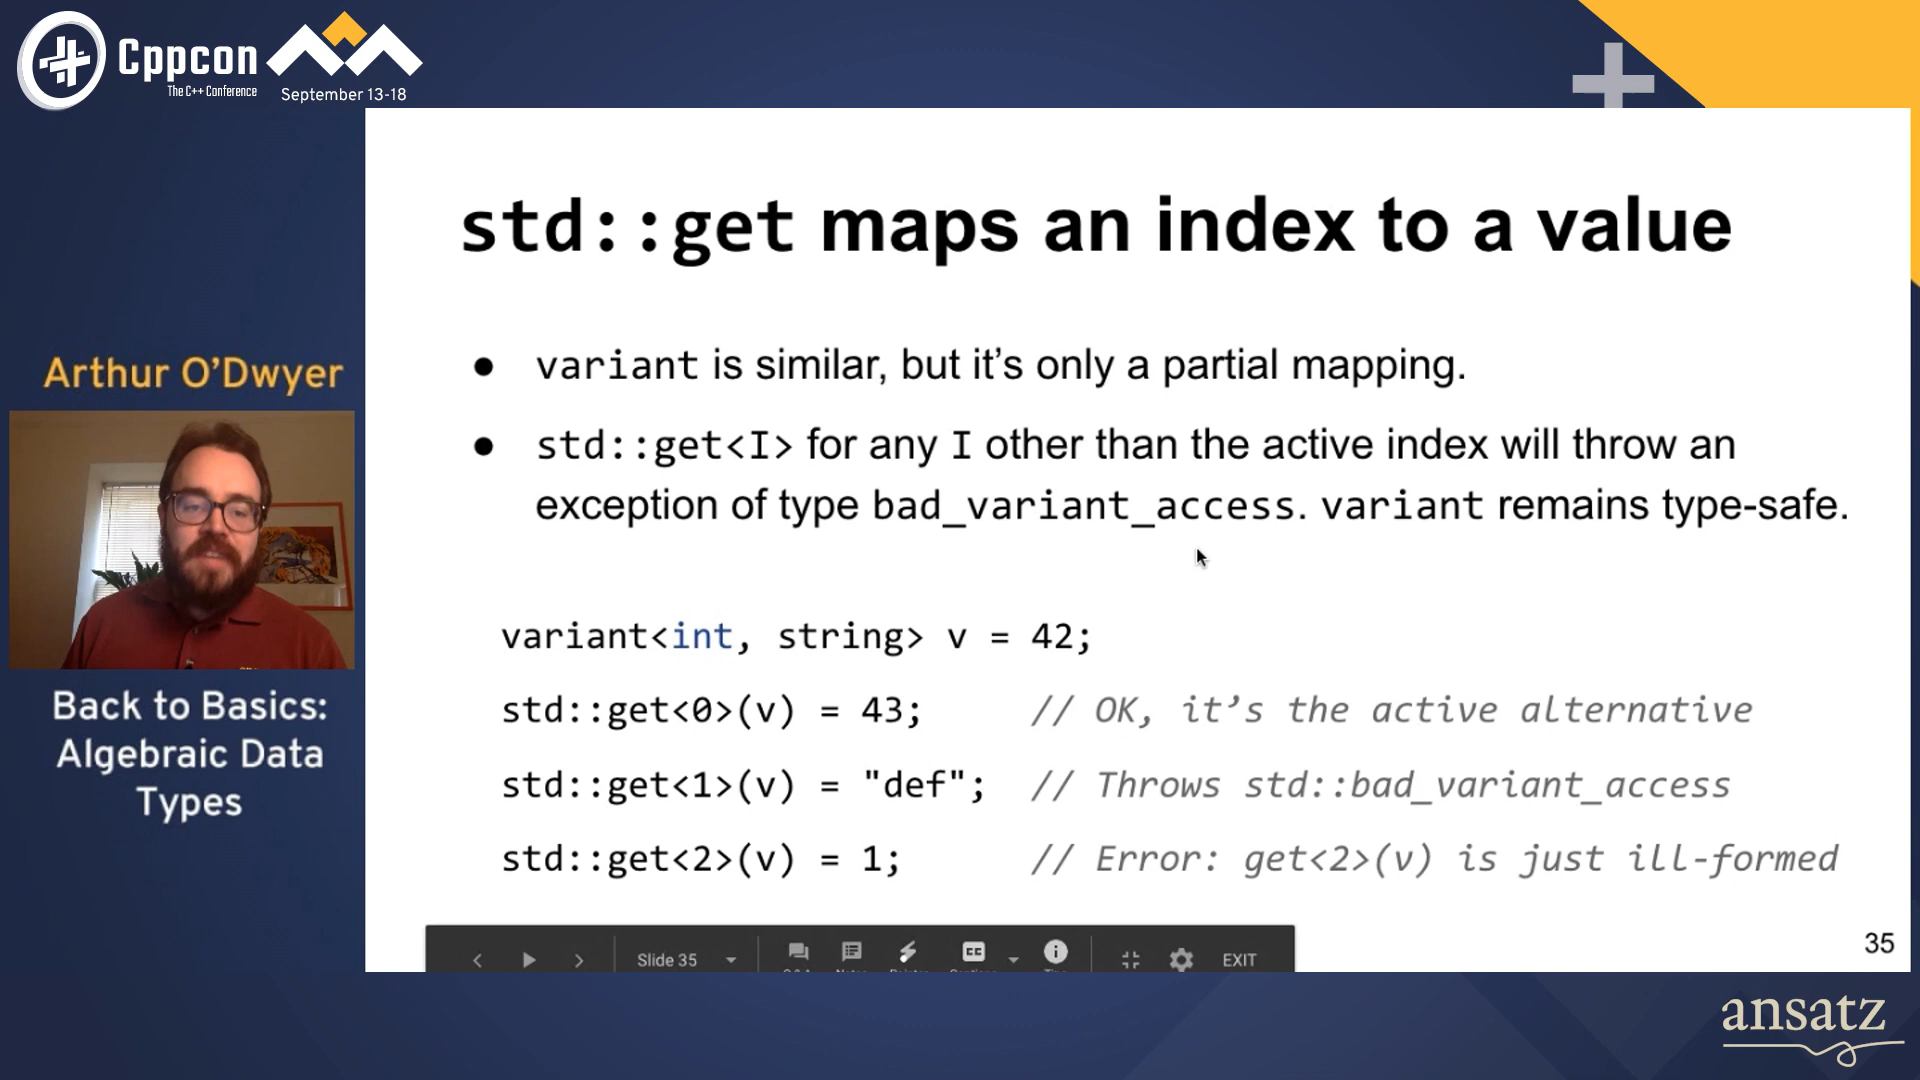 Cppcon
The C++ Conference
September 13-18
std::get maps an index to a value
● variant is similar, but it’s only a partial mapping.
● std::get<I> for any I other than the active index will throw an
exception of type bad_variant_access. variant remains type-safe.
variant<int, string> v = 42;
std::get<0>(v) = 43; // OK, it’s the active alternative
std::get<1>(v) = "def"; // Throws std::bad_variant_access
std::get<2>(v) = 1; // Error: get<2>(v) is just ill-formed
35
Slide 35
CC
EXIT
Arthur O’Dwyer
Back to Basics:
Algebraic Data
Types
ansatz